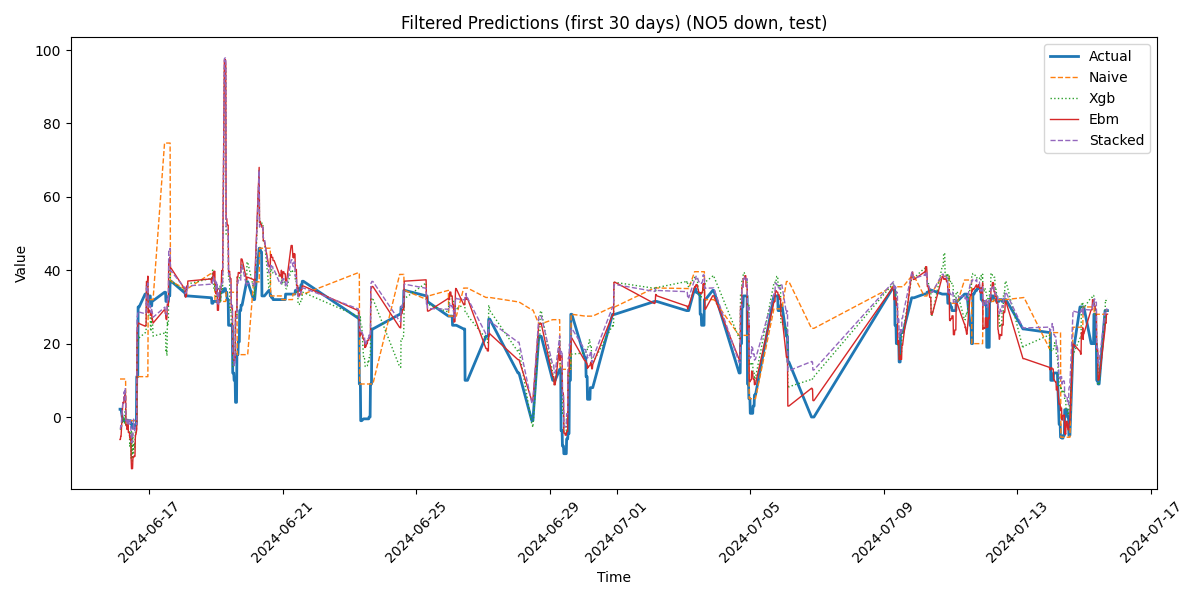 Filtered Predictions (first 30 days) (NO5 down, test)
Value
100
80
60
40
20
0
Actual
Naive
Xgb
Ebm
Stacked
2024-06-17
2024-06-21
2024-06-25
2024-06-29
2024-07-01
2024-07-05
2024-07-09
2024-07-13
2024-07-17
Time